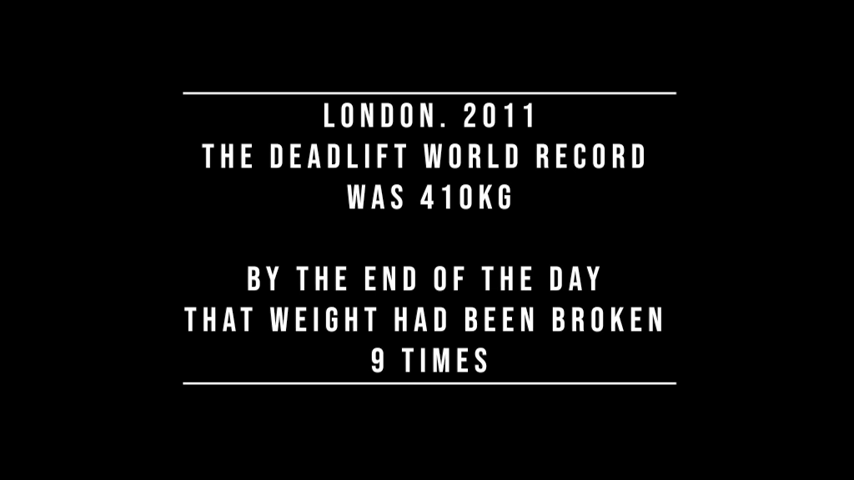 LONDON. 2011
THE DEADLIFT WORLD RECORD
WAS 410KG
BY THE END OF THE DAY
THAT WEIGHT HAD BEEN BROKEN
9 TIMES